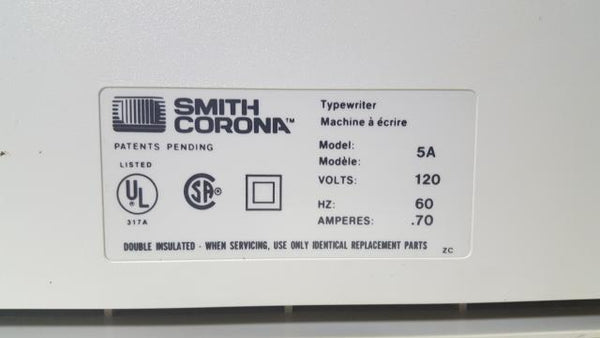 SMITH
CORONA™
PATENTS PENDING
LISTED
UL ®
317A
SA ®
Typewriter
Machine à écrire
Model:
Modèle: 5A
VOLTS: 120
HZ: 60
AMPERES: .70
DOUBLE INSULATED - WHEN SERVICING, USE ONLY IDENTICAL REPLACEMENT PARTS
ZC